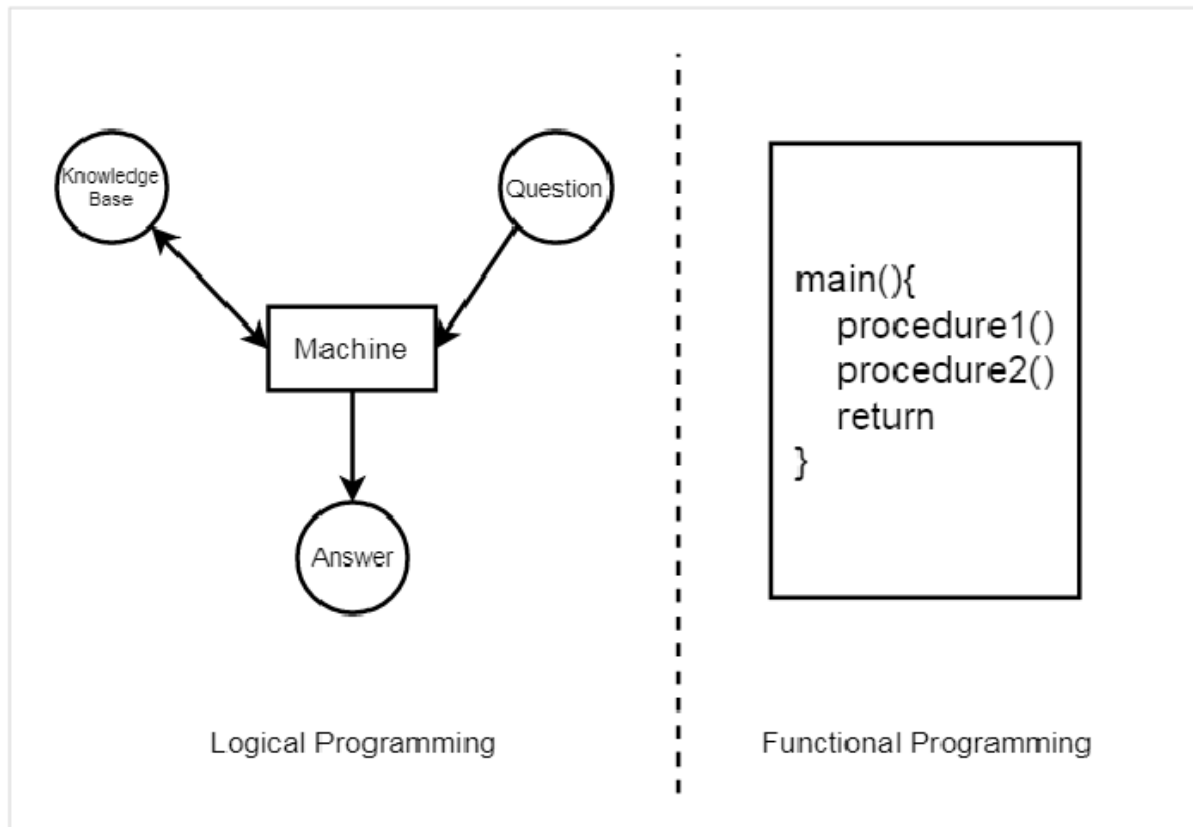 Knowledge
Base
Question
Machine
Answer
Logical Programming
main(){
procedure1()
procedure2()
return
}
Functional Programming